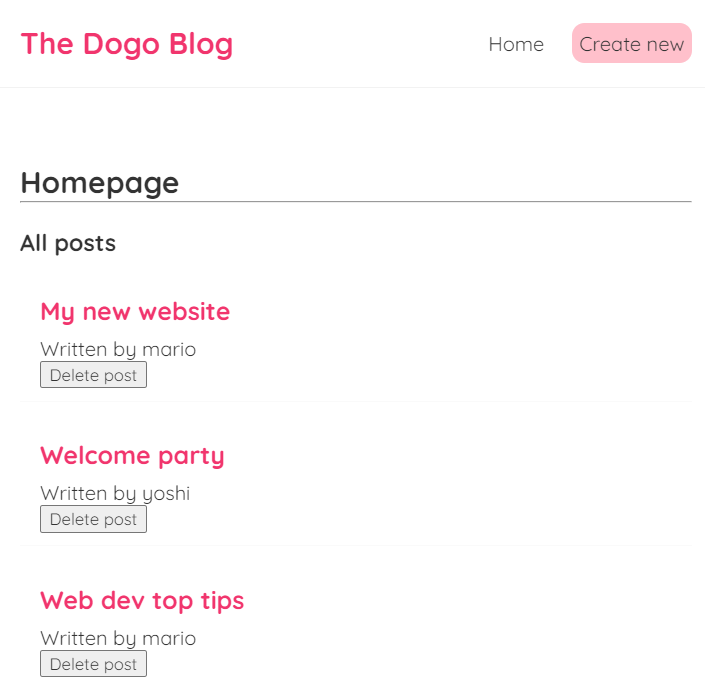 The Dogo Blog
Home
Create new
Homepage
All posts
My new website
Written by mario
Delete post
Welcome party
Written by yoshi
Delete post
Web dev top tips
Written by mario
Delete post